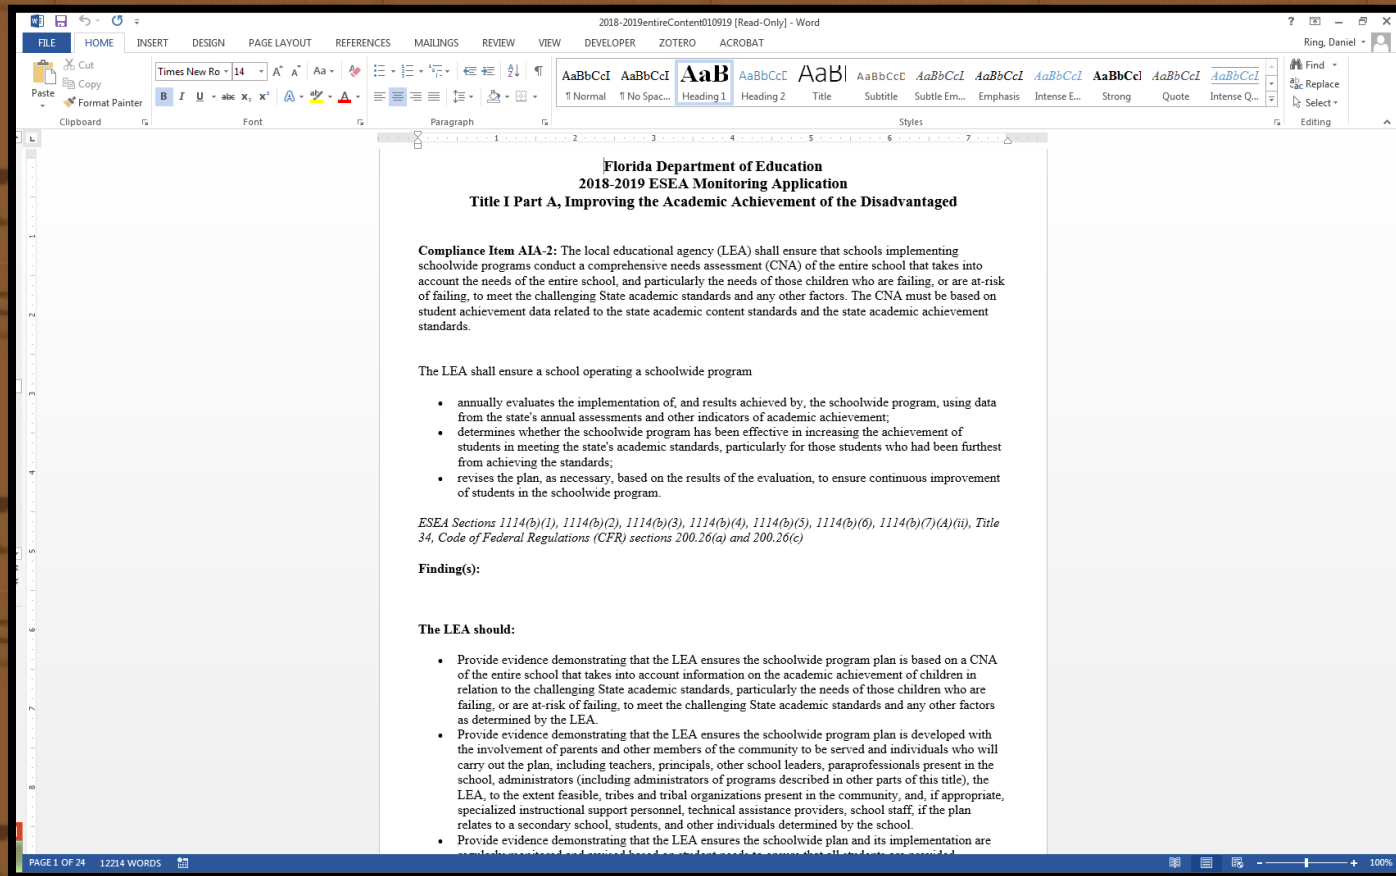 2018-2019entireContent010919 [Read-Only] - Word
FILE HOME INSERT DESIGN PAGE LAYOUT REFERENCES MAILINGS REVIEW VIEW DEVELOPER ZOTERO ACROBAT Ring, Daniel
Paste
Cut
Copy
Format Painter
Clipboard
Times New Ro 14
Font
Paragraph
AaBbCcI AaBbCcI AaB AaBbCcD AaBl AaBbCcD AaBbCcL AaBbCcL AaBbCcL AaBbCcl AaBbCcL AaBbCcL
¶ Normal ¶ No Spac... Heading 1 Heading 2 Title Subtitle Subtle Em... Emphasis Intense E... Strong Quote Intense Q...
Styles
Find
Replace
Select
Editing
1 2 3 4 5 6 7
Florida Department of Education
2018-2019 ESEA Monitoring Application
Title I Part A, Improving the Academic Achievement of the Disadvantaged
Compliance Item AIA-2: The local educational agency (LEA) shall ensure that schools implementing
schoolwide programs conduct a comprehensive needs assessment (CNA) of the entire school that takes into
account the needs of the entire school, and particularly the needs of those children who are failing, or are at-risk
of failing, to meet the challenging State academic standards and any other factors. The CNA must be based on
student achievement data related to the state academic content standards and the state academic achievement
standards.
The LEA shall ensure a school operating a schoolwide program
• annually evaluates the implementation of, and results achieved by, the schoolwide program, using data
from the state's annual assessments and other indicators of academic achievement;
• determines whether the schoolwide program has been effective in increasing the achievement of
students in meeting the state's academic standards, particularly for those students who had been furthest
from achieving the standards;
• revises the plan, as necessary, based on the results of the evaluation, to ensure continuous improvement
of students in the schoolwide program.
ESEA Sections 1114(b)(1), 1114(b)(2), 1114(b)(3), 1114(b)(4), 1114(b)(5), 1114(b)(6), 1114(b)(7)(A)(ii), Title
34, Code of Federal Regulations (CFR) sections 200.26(a) and 200.26(c)
Finding(s):
The LEA should:
• Provide evidence demonstrating that the LEA ensures the schoolwide program plan is based on a CNA
of the entire school that takes into account information on the academic achievement of children in
relation to the challenging State academic standards, particularly the needs of those children who are
failing, or are at-risk of failing, to meet the challenging State academic standards and any other factors
as determined by the LEA.
• Provide evidence demonstrating that the LEA ensures the schoolwide program plan is developed with
the involvement of parents and other members of the community to be served and individuals who will
carry out the plan, including teachers, principals, other school leaders, paraprofessionals present in the
school, administrators (including administrators of programs described in other parts of this title), the
LEA, to the extent feasible, tribes and tribal organizations present in the community, and, if appropriate,
specialized instructional support personnel, technical assistance providers, school staff, if the plan
relates to a secondary school, students, and other individuals determined by the school.
• Provide evidence demonstrating that the LEA ensures the schoolwide plan and its implementation are
PAGE 1 OF 24 12214 WORDS 100%